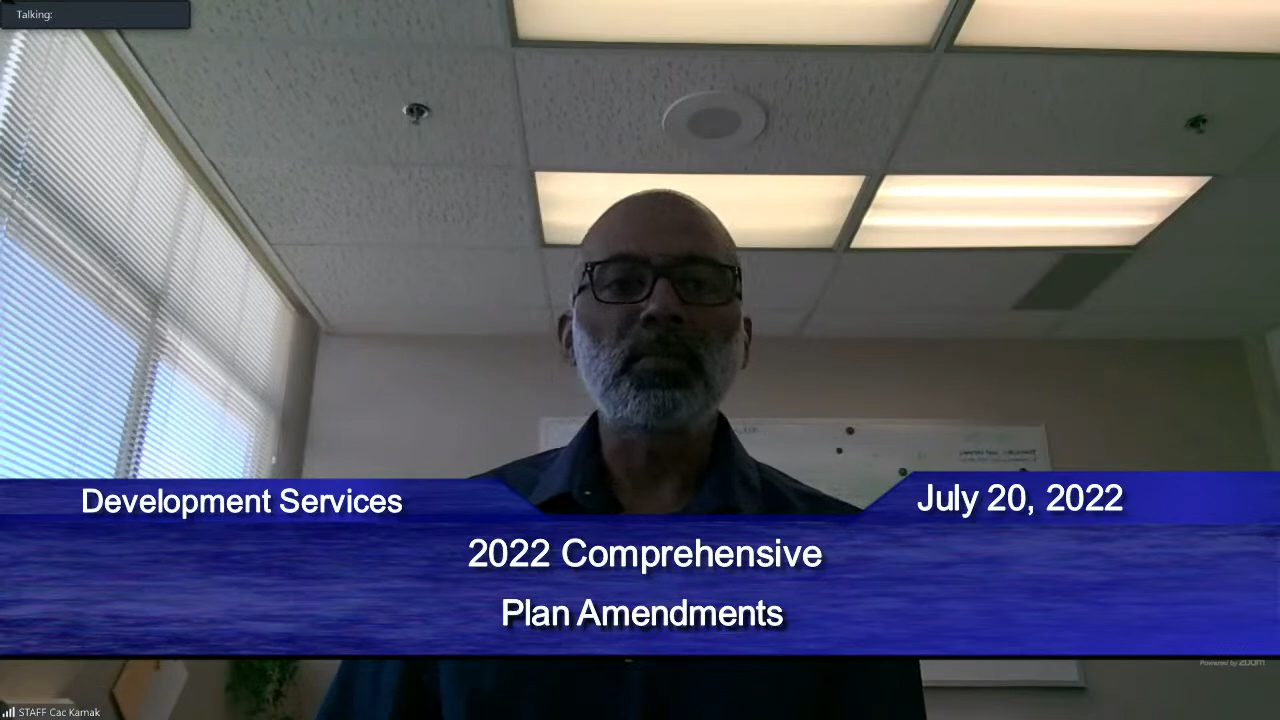 Talking:
Development Services
July 20, 2022
2022 Comprehensive
Plan Amendments
Powered by zoom
STAFF Cac Kamak